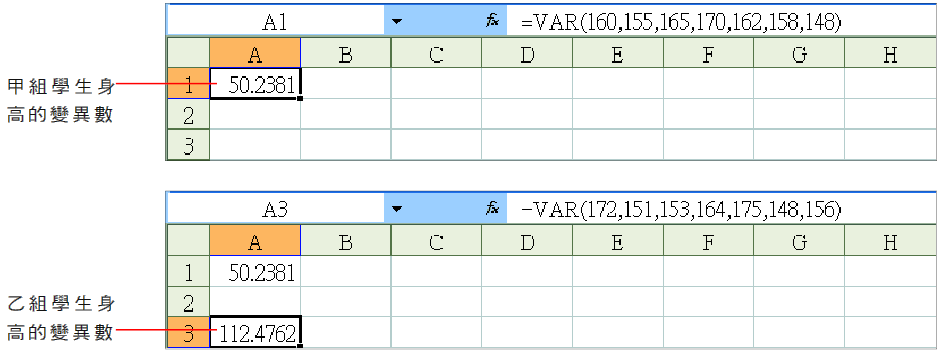 A1 fx =VAR(160,155,165,170,162,158,148)
A B C D E F G H
甲組學生身
高的變異數
1 50.2381
2
3
A3 fx -VAR(172,151,153,164,175,148,156)
A B C D E F G H
1 50.2381
2
乙組學生身
高的變異數
3 112.4762